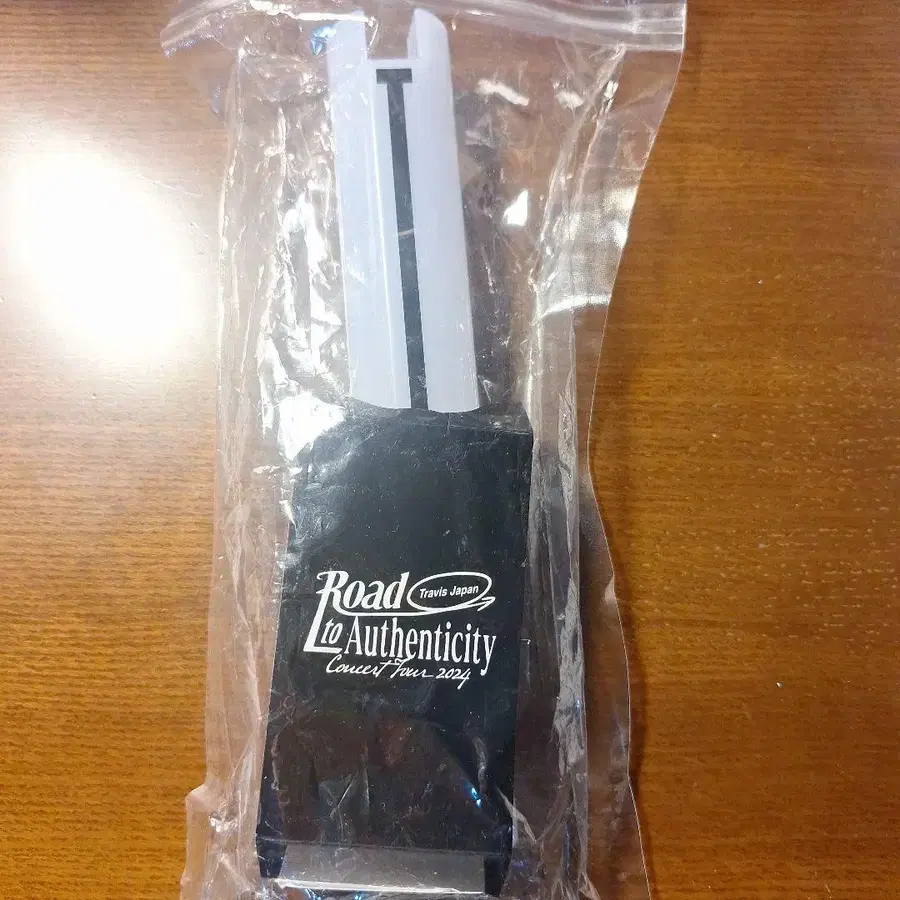 Road Travis Japan
to Authenticity
Concert Tour 2024